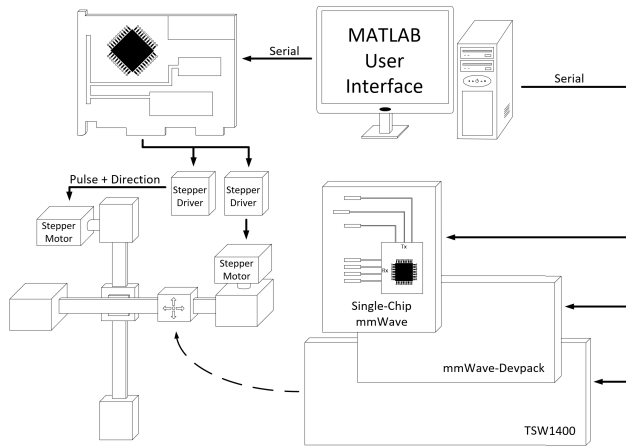 Serial
MATLAB
User
Interface
Serial
Pulse + Direction
Stepper
Driver
Stepper
Driver
Stepper
Motor
Stepper
Motor
Tx
Rx
Single-Chip
mmWave
mmWave-Devpack
TSW1400